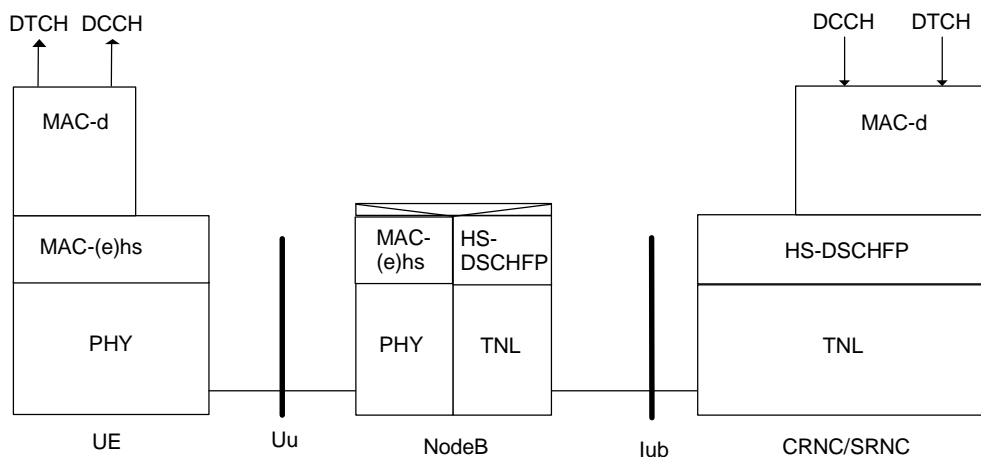 DTCH DCCH
DCCH DTCH
MAC-d
MAC-d
MAC-(e)hs
MAC-
(e)hs
HS-
DSCHFP
HS-DSCHFP
PHY
PHY
TNL
TNL
UE
Uu
NodeB
Iub
CRNC/SRNC